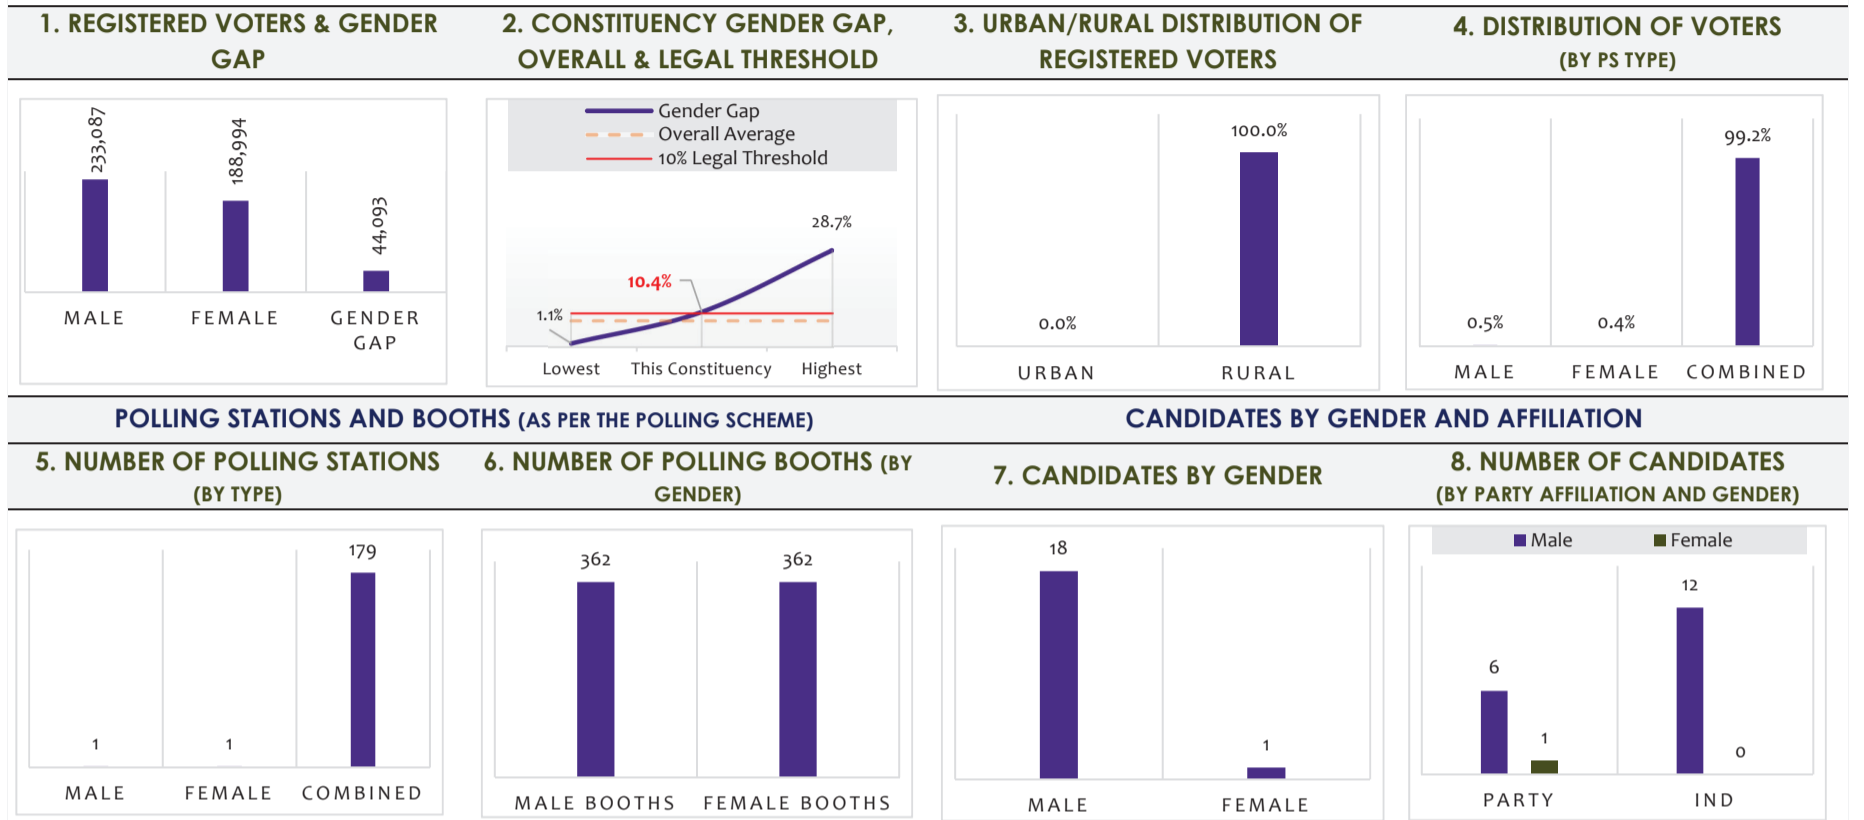 1. REGISTERED VOTERS & GENDER
GAP
2. CONSTITUENCY GENDER GAP,
OVERALL & LEGAL THRESHOLD
3. URBAN/RURAL DISTRIBUTION OF
REGISTERED VOTERS
4. DISTRIBUTION OF VOTERS
(BY PS TYPE)
233,087
188,994
44,093
MALE
FEMALE
GENDER
GAP
Gender Gap
Overall Average
10% Legal Threshold
28.7%
10.4%
1.1%
Lowest
This Constituency
Highest
100.0%
0.0%
URBAN
RURAL
99.2%
0.5%
0.4%
MALE
FEMALE
COMBINED
POLLING STATIONS AND BOOTHS (AS PER THE POLLING SCHEME)
CANDIDATES BY GENDER AND AFFILIATION
5. NUMBER OF POLLING STATIONS
(BY TYPE)
6. NUMBER OF POLLING BOOTHS (BY
GENDER)
7. CANDIDATES BY GENDER
8. NUMBER OF CANDIDATES
(BY PARTY AFFILIATION AND GENDER)
179
1
1
MALE
FEMALE
COMBINED
362
362
MALE BOOTHS
FEMALE BOOTHS
18
1
MALE
FEMALE
Male
Female
12
6
1
0
PARTY
IND